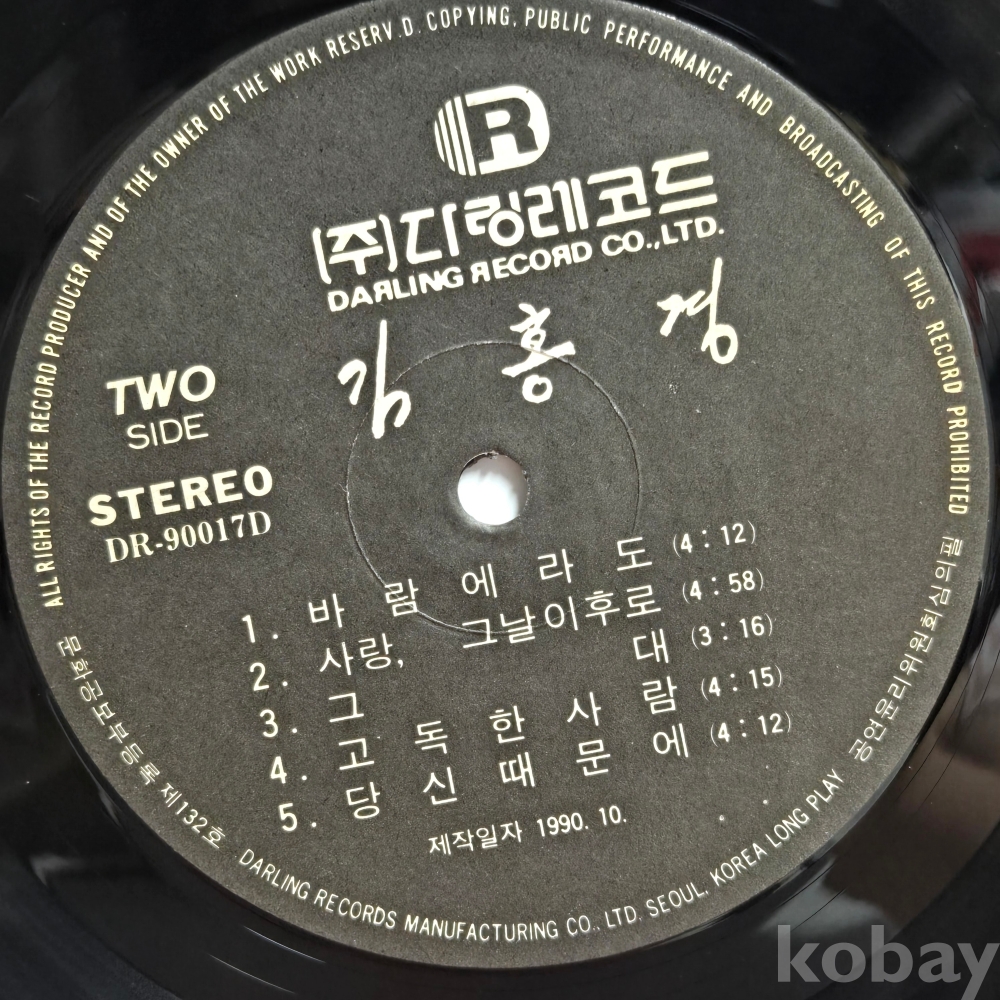 ALL RIGHTS OF THE RECORD PRODUCER AND OF THE OWNER OF THE WORK RESERV.D. COPYING. PUBLIC PERFORMANCE AND BROADCASTING OF THIS RECORD PROHIBITED
R
(주)다링레코드
DARLING RECORD CO.,LTD.
김홍경
TWO
SIDE
STEREO
DR-90017D
1. 바람에라도 (4:12)
2. 사랑, 그날이후로 (4:58)
3. 그대 (3:16)
4. 고독한사람 (4:15)
5. 당신때문에 (4:12)
제작일자 1990. 10.
문화공보부등록 제132호 DARLING RECORDS MANUFACTURING CO., LTD. SEOUL, KOREA LONG PLAY 공연윤리위원회심의필
kobay